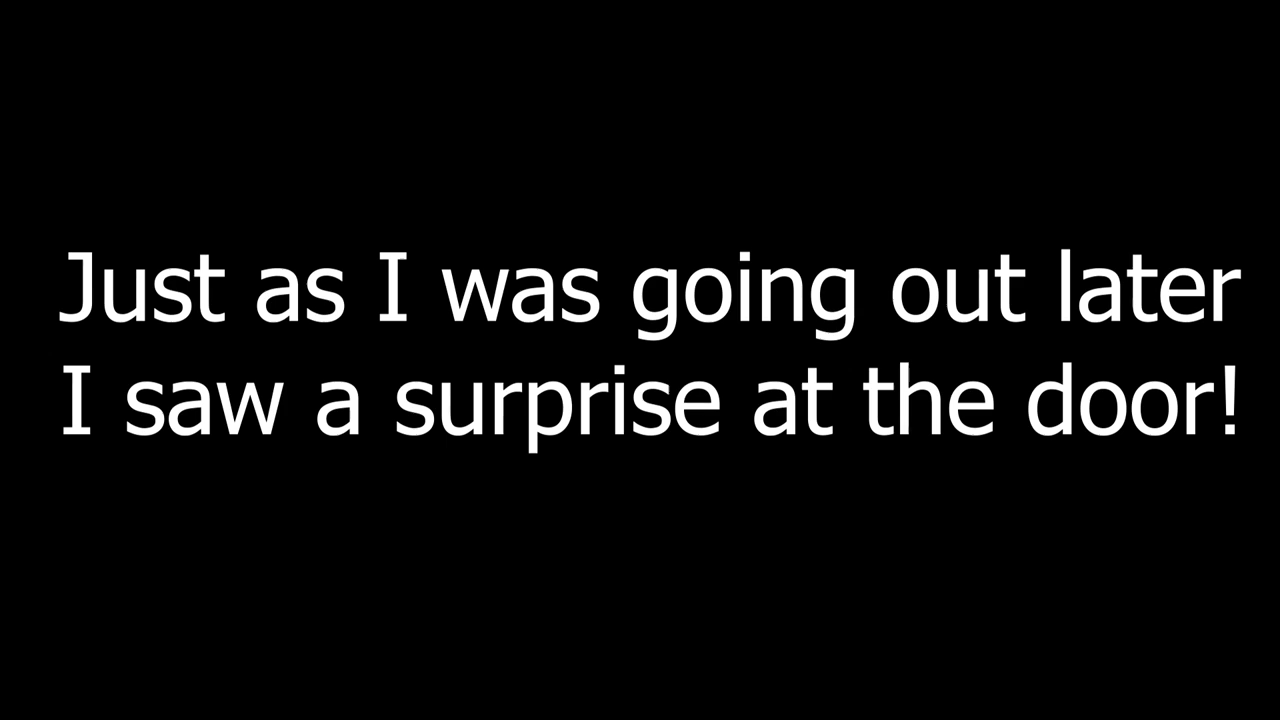 Just as I was going out later
I saw a surprise at the door!